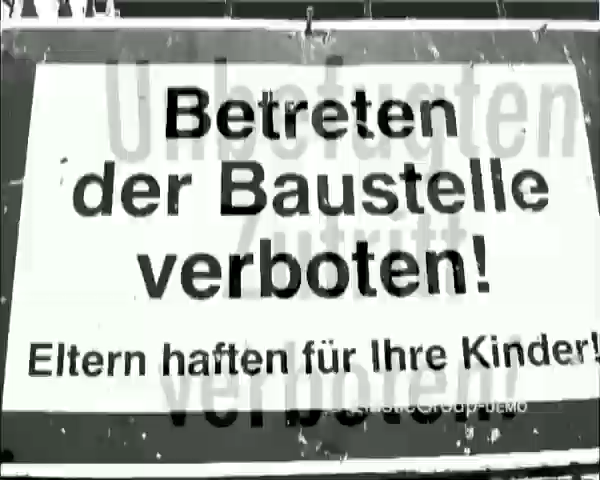 Unbefugten
Betreten
der Baustelle
Zutritt
verboten!
Eltern haften für Ihre Kinder!
verboten!